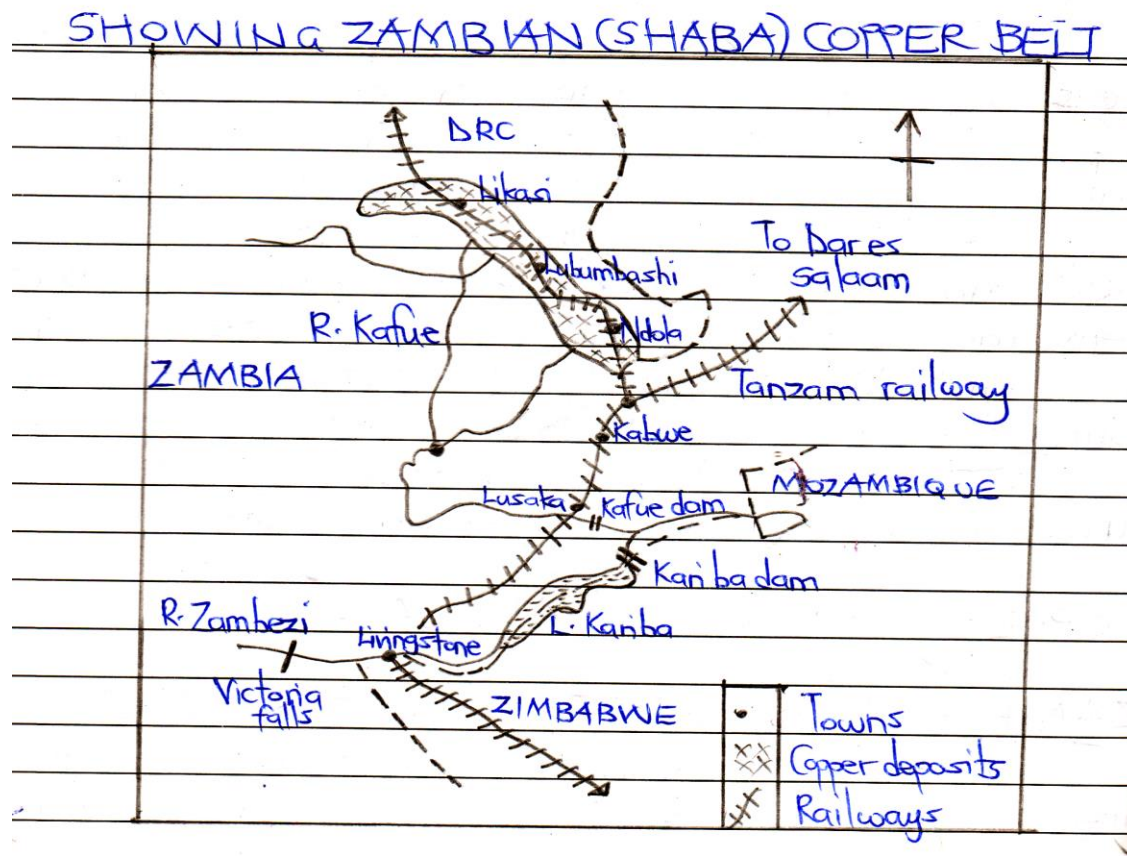 SHOWING ZAMBIAN (SHABA) COPPER BELT
DRC
Likasi
To Dar es
Salaam
Lubumbashi
R. Kafue
Ndola
ZAMBIA
Tanzam railway
Kabwe
MOZAMBIQUE
Lusaka
Kafue dam
Kariba dam
R. Zambezi
L. Kariba
Livingstone
Victoria
falls
ZIMBABWE
Towns
Copper deposits
Railways